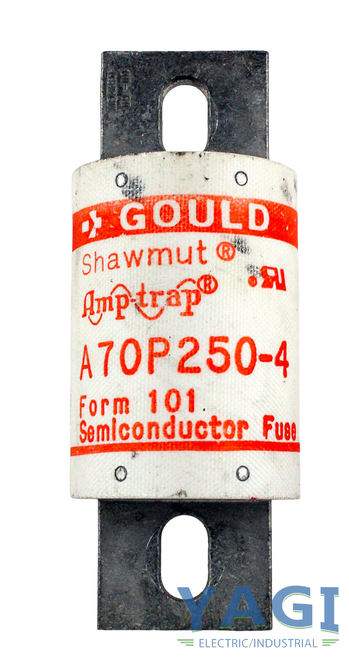 GOULD
Shawmut®
Amp-trap®
A70P250-4
Form 101
Semiconductor Fuse
YAGI
ELECTRIC/INDUSTRIAL